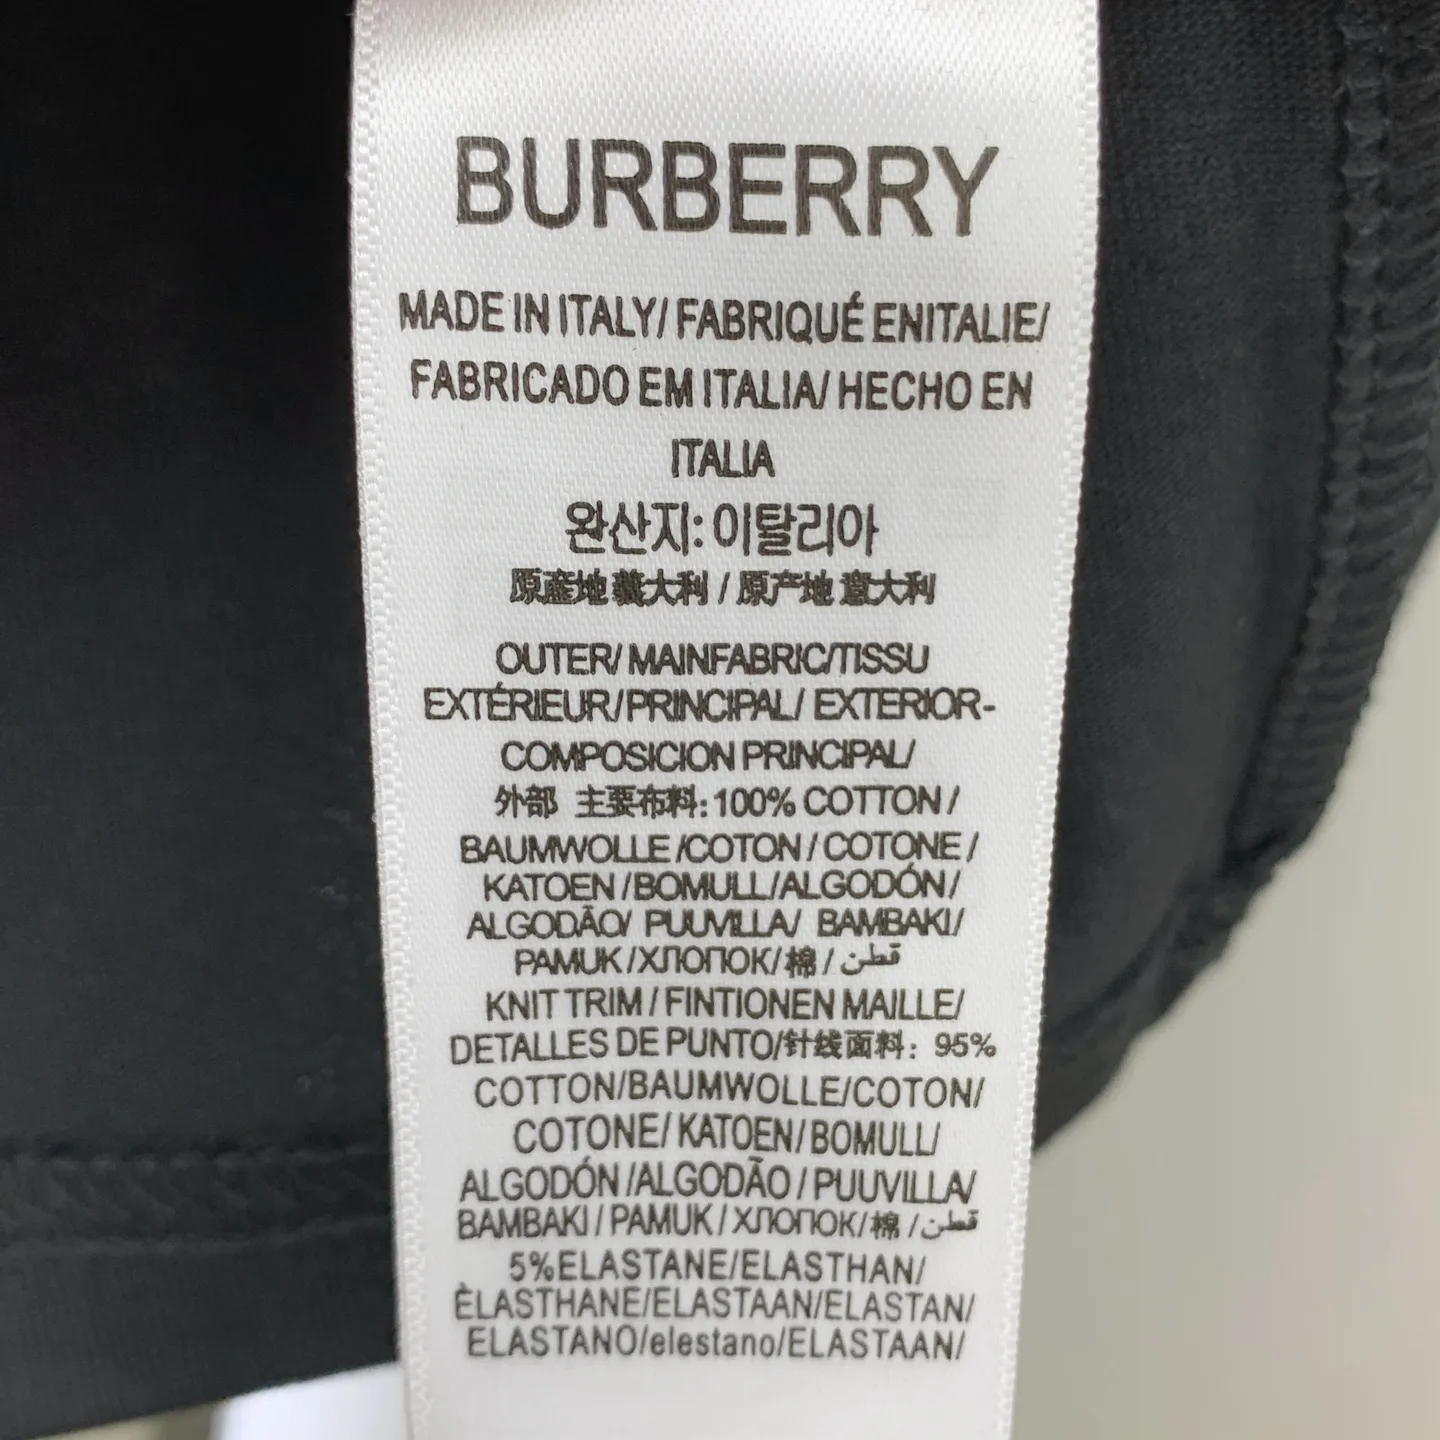 BURBERRY
MADE IN ITALY/ FABRIQUÉ ENITALIE/
FABRICADO EM ITALIA/ HECHO EN
ITALIA
완산지: 이탈리아
原産地 義大利 / 原产地 意大利
OUTER/ MAINFABRIC/TISSU
EXTÉRIEUR/PRINCIPAL/ EXTERIOR-
COMPOSICION PRINCIPAL/
外部 主要布料: 100% COTTON /
BAUMWOLLE /COTON / COTONE /
KATOEN /BOMULL/ALGODÓN/
ALGODÃO/ PUUVILLA/ BAMBAKI/
PAMUK /ХЛОПОК/ 棉 / قطن
KNIT TRIM / FINTIONEN MAILLE/
DETALLES DE PUNTO/针线面料: 95%
COTTON/BAUMWOLLE/COTON/
COTONE/ KATOEN/ BOMULL/
ALGODÓN /ALGODÃO / PUUVILLA/
BAMBAKI / PAMUK / ХЛОПОК/ 棉 / قطن
5%ELASTANE/ELASTHAN/
ÈLASTHANE/ELASTAAN/ELASTAN/
ELASTANO/elestano/ELASTAAN/